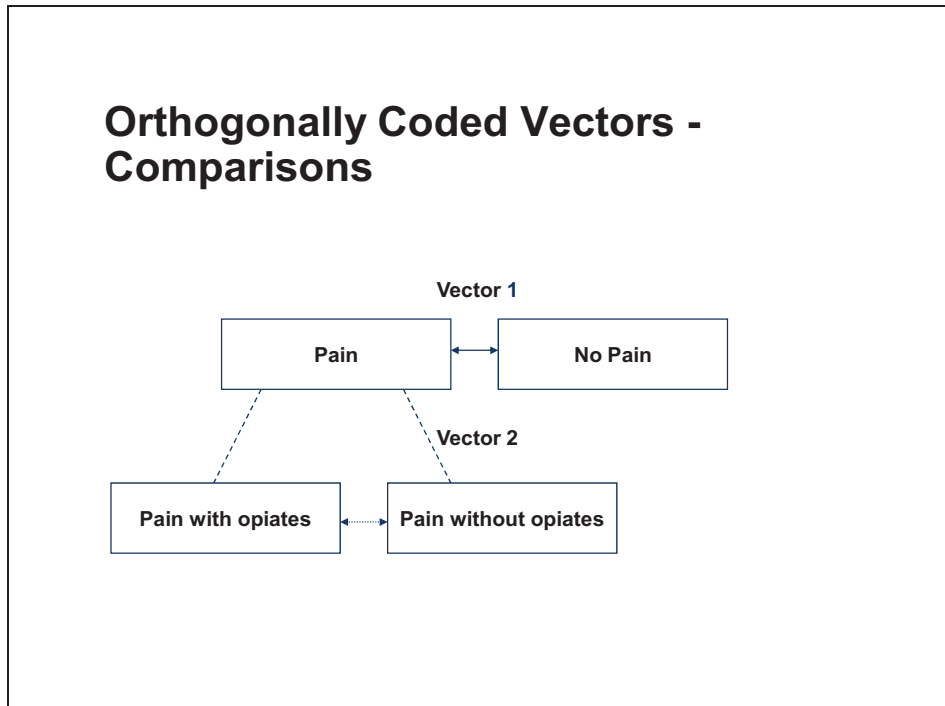 Orthogonally Coded Vectors -
Comparisons
Vector 1
Pain
No Pain
Vector 2
Pain with opiates
Pain without opiates